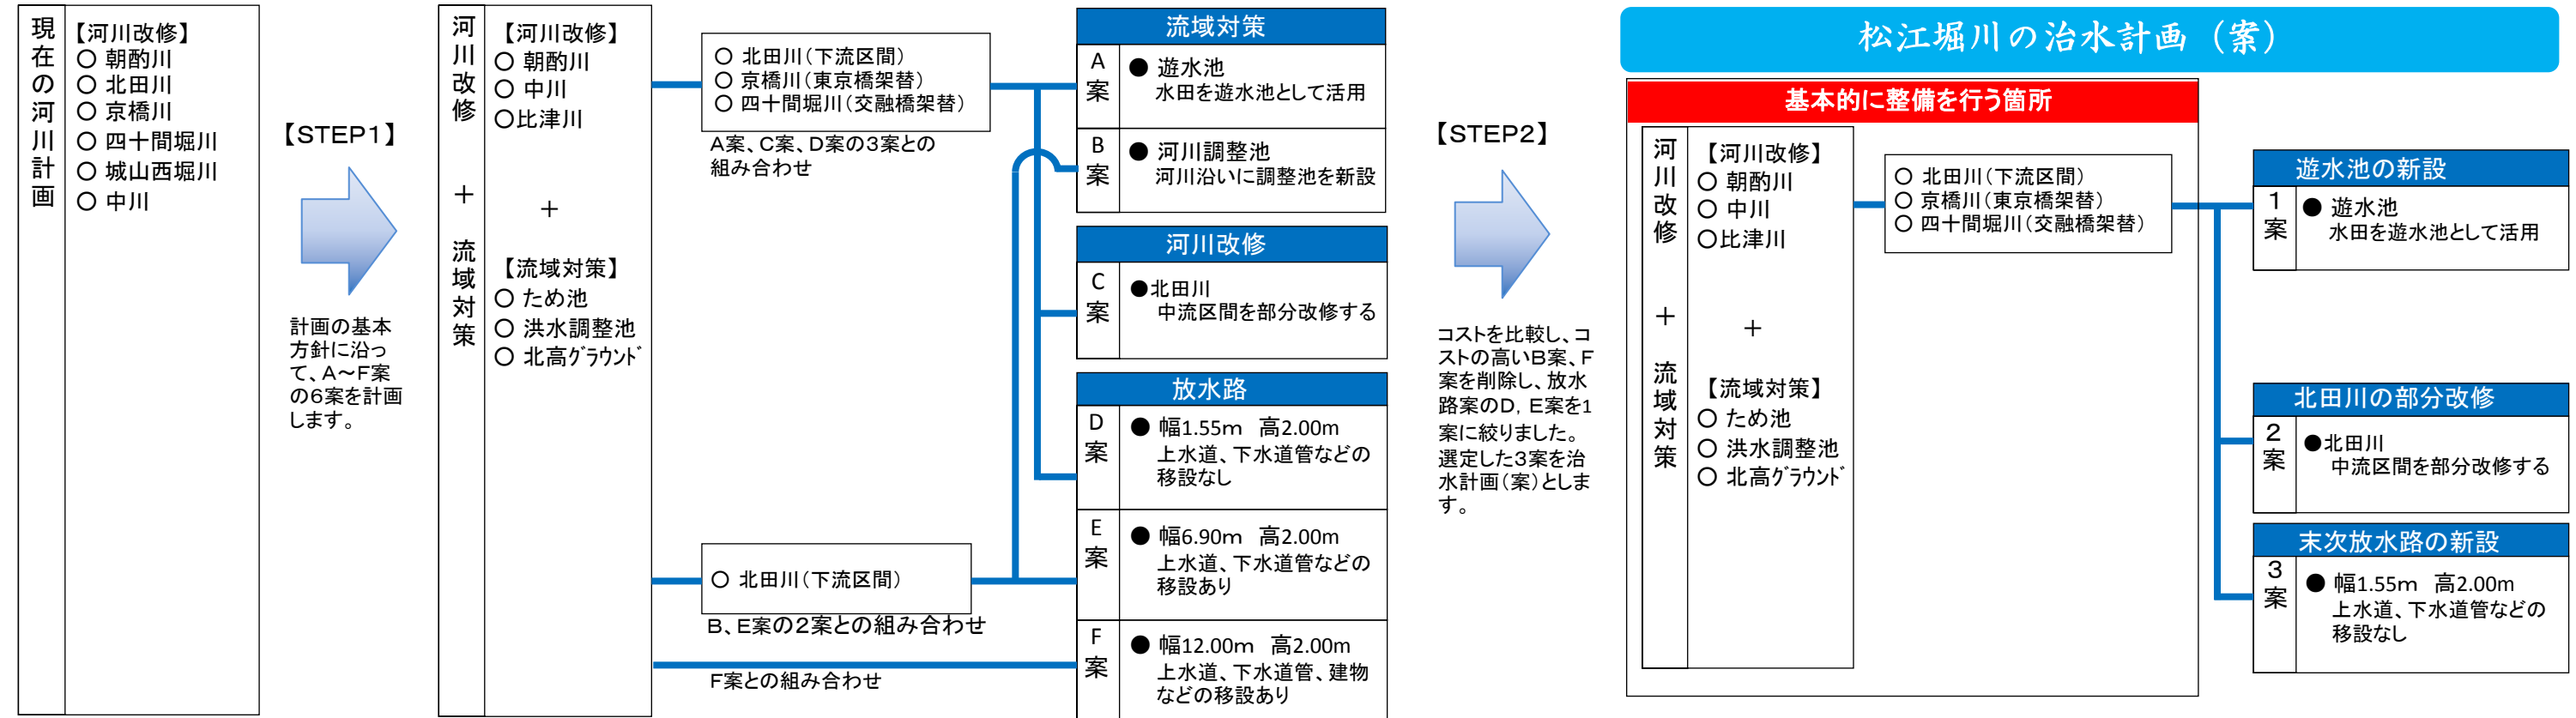 現在の河川計画
【河川改修】
○ 朝酌川
○ 北田川
○ 京橋川
○ 四十間堀川
○ 城山西堀川
○ 中川
【STEP1】
計画の基本
方針に沿っ
て、A～F案
の6案を計画
します。
河川改修 ＋ 流域対策
【河川改修】
○ 朝酌川
○ 中川
○比津川
＋
【流域対策】
○ ため池
○ 洪水調整池
○ 北高ｸﾞﾗｳﾝﾄﾞ
○ 北田川（下流区間）
○ 京橋川（東京橋架替）
○ 四十間堀川（交融橋架替）
A案、C案、D案の3案との
組み合わせ
○ 北田川（下流区間）
B、E案の2案との組み合わせ
F案との組み合わせ
流域対策
A案
● 遊水池
水田を遊水池として活用
B案
● 河川調整池
河川沿いに調整池を新設
河川改修
C案
●北田川
中流区間を部分改修する
放水路
D案
● 幅1.55m 高2.00m
上水道、下水道管などの
移設なし
E案
● 幅6.90m 高2.00m
上水道、下水道管などの
移設あり
F案
● 幅12.00m 高2.00m
上水道、下水道管、建物
などの移設あり
【STEP2】
コストを比較し、コ
ストの高いB案、F
案を削除し、放水
路案のD，E案を1
案に絞りました。
選定した3案を治
水計画（案）としま
す。
松江堀川の治水計画（案）
基本的に整備を行う箇所
河川改修 ＋ 流域対策
【河川改修】
○ 朝酌川
○ 中川
○比津川
＋
【流域対策】
○ ため池
○ 洪水調整池
○ 北高ｸﾞﾗｳﾝﾄﾞ
○ 北田川（下流区間）
○ 京橋川（東京橋架替）
○ 四十間堀川（交融橋架替）
遊水池の新設
1案
● 遊水池
水田を遊水池として活用
北田川の部分改修
2案
●北田川
中流区間を部分改修する
末次放水路の新設
3案
● 幅1.55m 高2.00m
上水道、下水道管などの
移設なし